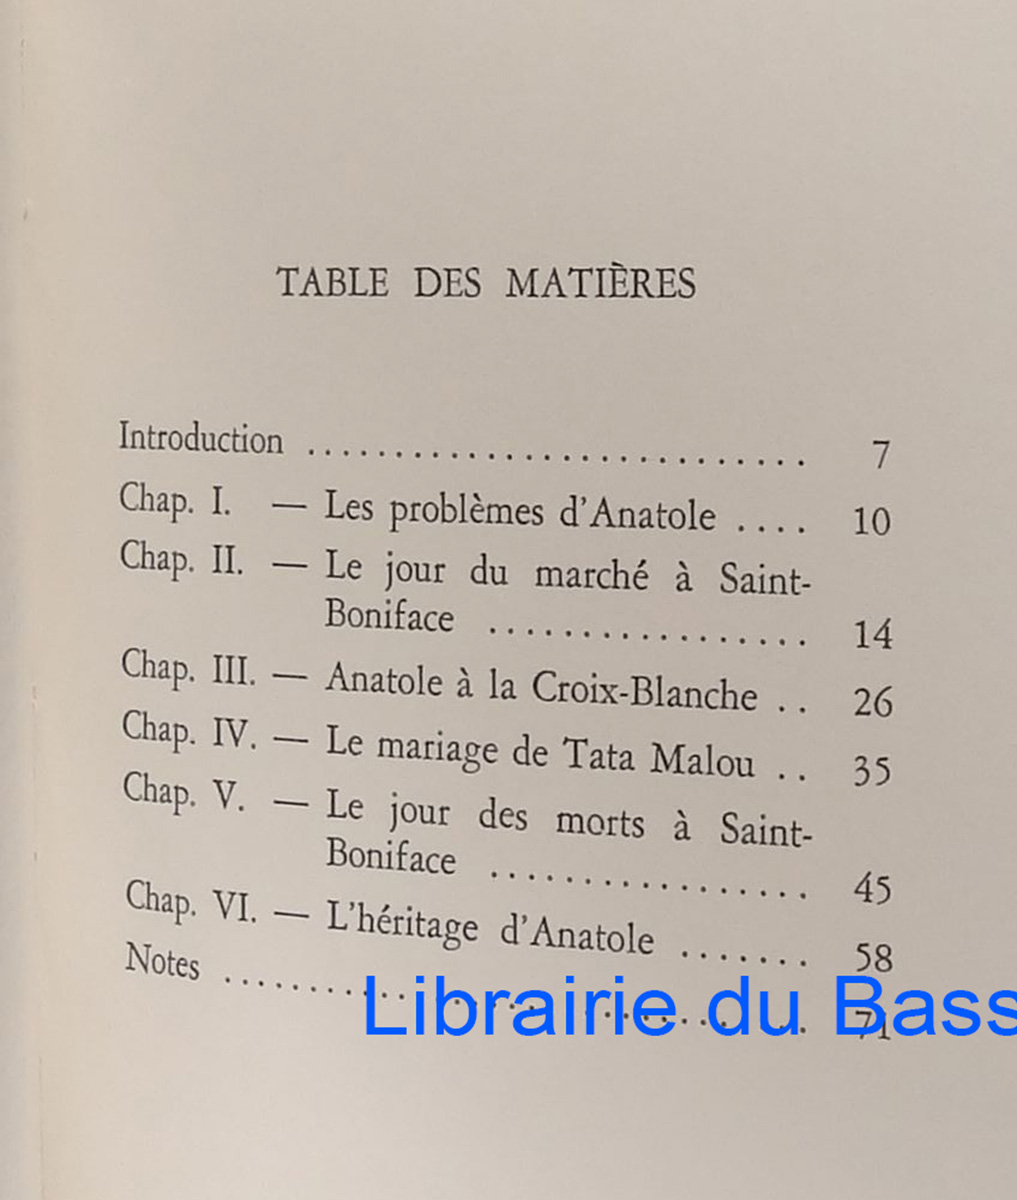 TABLE DES MATIÈRES
Introduction ............................ 7
Chap. I. — Les problèmes d'Anatole .... 10
Chap. II. — Le jour du marché à Saint-
Boniface ................. 14
Chap. III. — Anatole à la Croix-Blanche .. 26
Chap. IV. — Le mariage de Tata Malou .. 35
Chap. V. — Le jour des morts à Saint-
Boniface ................. 45
Chap. VI. — L'héritage d'Anatole ....... 58
Notes ................................. 71
Librairie du Bass